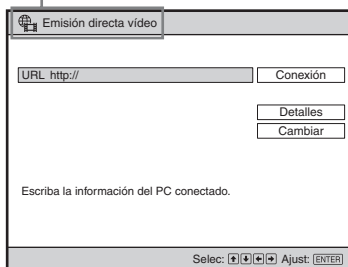 Emisión directa vídeo
URL http://
Conexión
Detalles
Cambiar
Escriba la información del PC conectado.
Selec: Ajust: ENTER